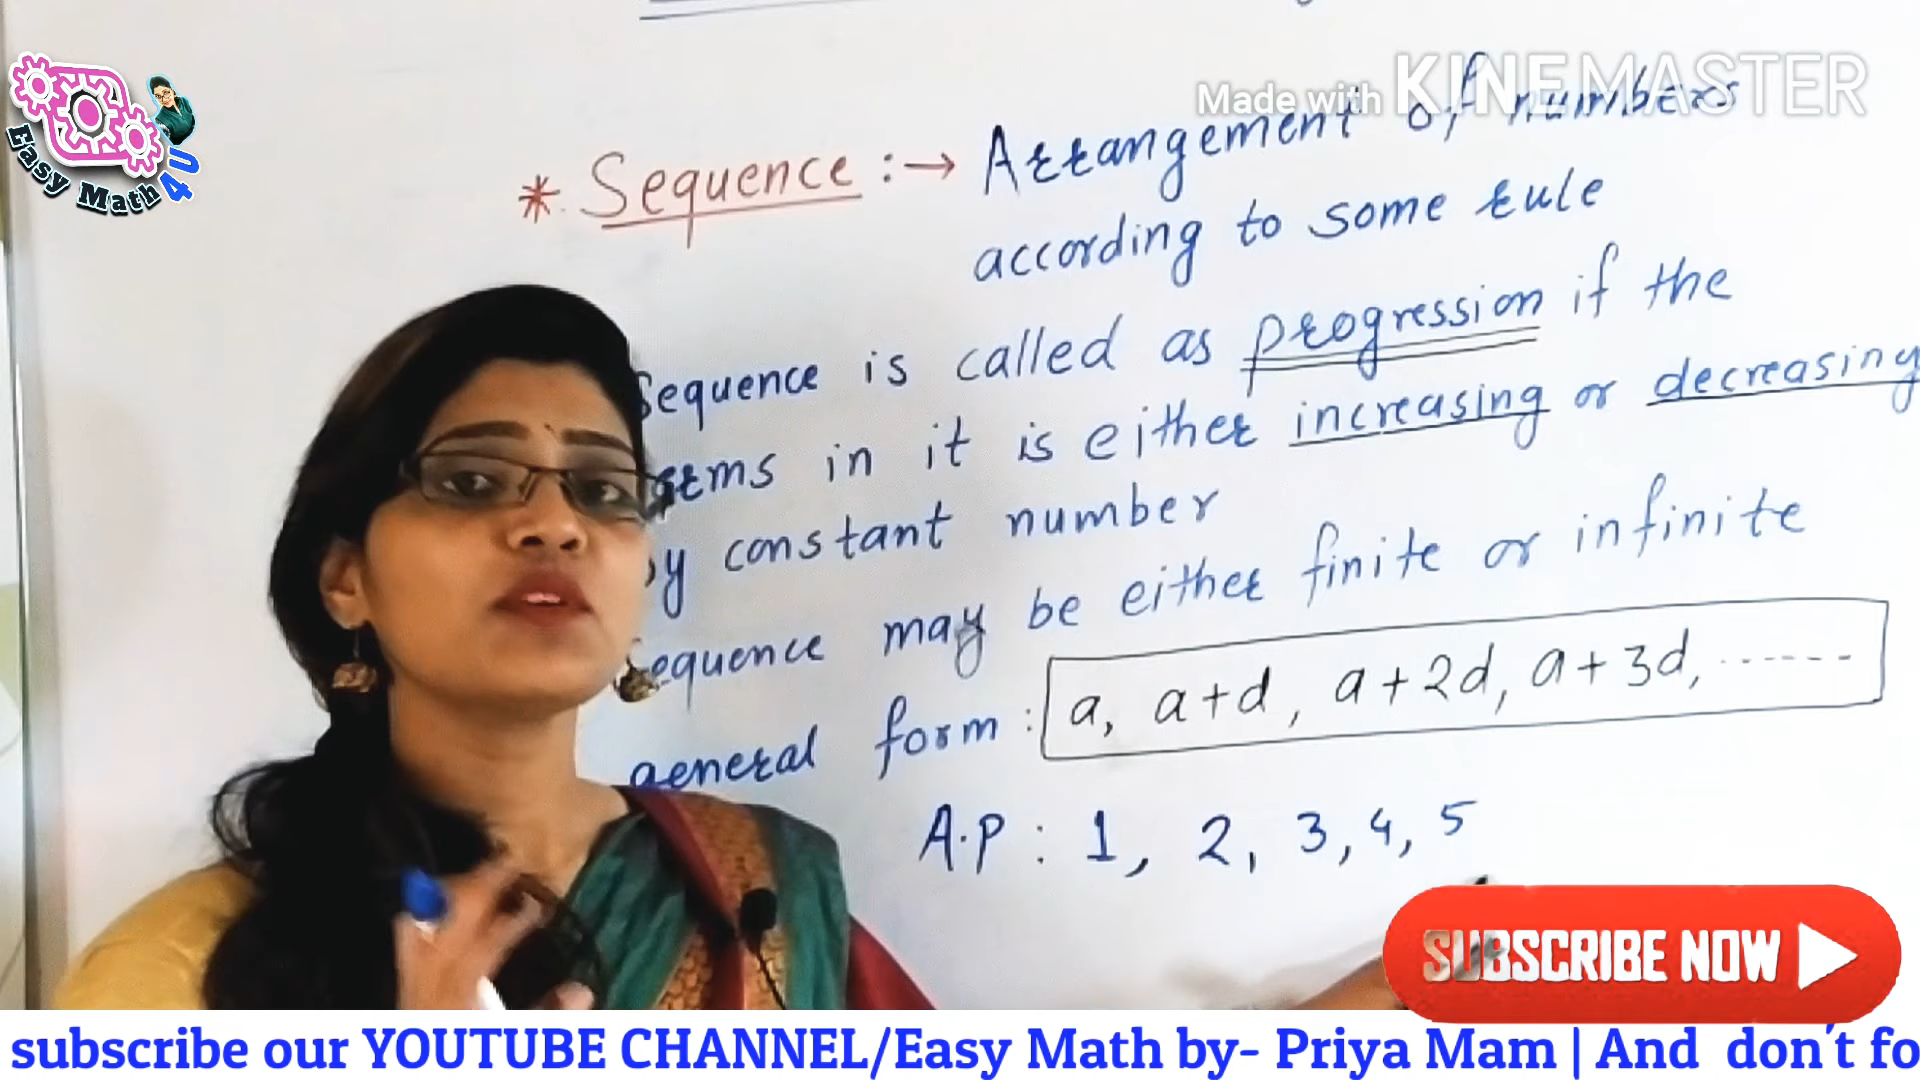 Made with KINEMASTER
Easy Math 4U
* Sequence :→ Arrangement of numbers
according to some rule
Sequence is called as progression if the
terms in it is either increasing or decreasing
by constant number
Sequence may be either finite or infinite
general form : a, a+d, a+2d, a+3d, ------
A.P : 1, 2, 3, 4, 5
SUBSCRIBE NOW
subscribe our YOUTUBE CHANNEL/Easy Math by- Priya Mam | And don't fo